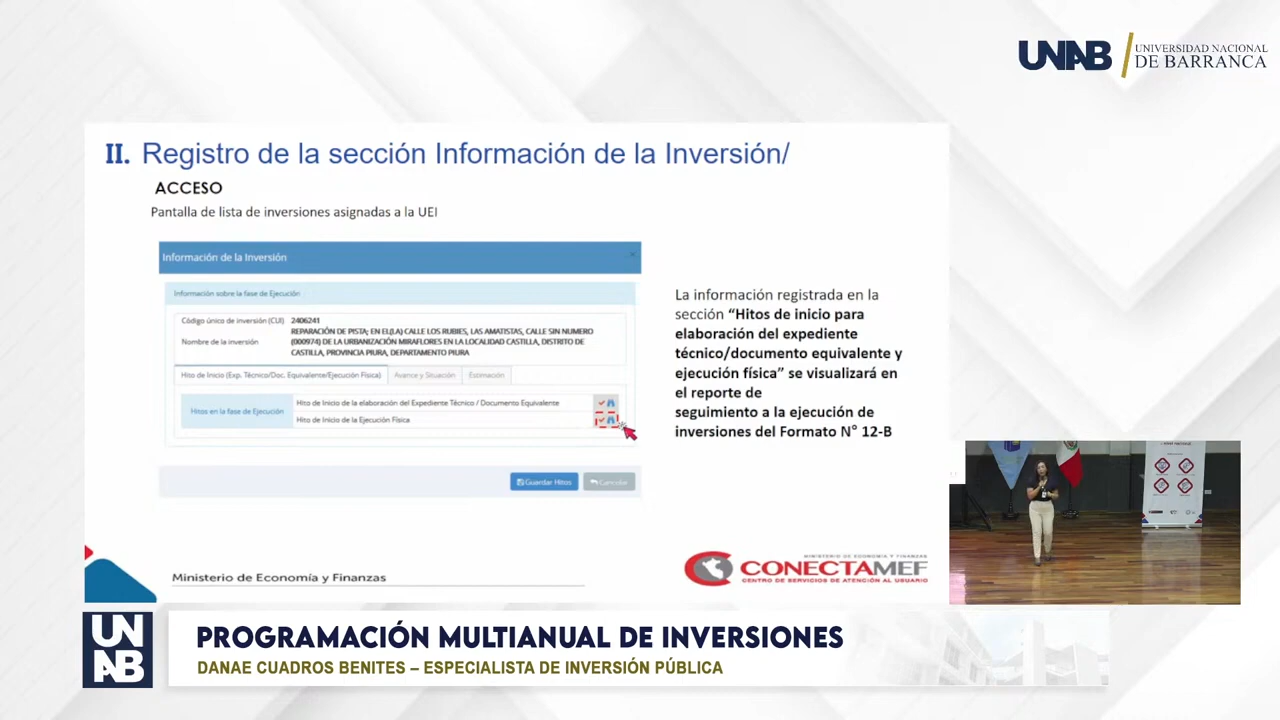 UNAB
UNIVERSIDAD NACIONAL
DE BARRANCA
II. Registro de la sección Información de la Inversión/
ACCESO
Pantalla de lista de inversiones asignadas a la UEI
Información de la Inversión
Información sobre la fase de Ejecución
Código único de inversión (CUI) 2406241
Nombre de la inversión
REPARACIÓN DE PISTA; EN EL(LA) CALLE LOS RUBIES, LAS AMATISTAS, CALLE SIN NUMERO
(000974) DE LA URBANIZACIÓN MIRAFLORES EN LA LOCALIDAD CASTILLA, DISTRITO DE
CASTILLA, PROVINCIA PIURA, DEPARTAMENTO PIURA
Hito de Inicio (Exp. Técnico/Doc. Equivalente/Ejecución Física) Avance y Situación Estimación
Hitos en la fase de Ejecución
Hito de Inicio de la elaboración del Expediente Técnico / Documento Equivalente
Hito de Inicio de la Ejecución Física
Guardar Hitos Cancelar
La información registrada en la
sección “Hitos de inicio para
elaboración del expediente
técnico/documento equivalente y
ejecución física” se visualizará en
el reporte de
seguimiento a la ejecución de
inversiones del Formato N° 12-B
Ministerio de Economía y Finanzas
MINISTERIO DE ECONOMÍA Y FINANZAS
CONECTAMEF
CENTRO DE SERVICIOS DE ATENCIÓN AL USUARIO
UN
AB
PROGRAMACIÓN MULTIANUAL DE INVERSIONES
DANAE CUADROS BENITES – ESPECIALISTA DE INVERSIÓN PÚBLICA